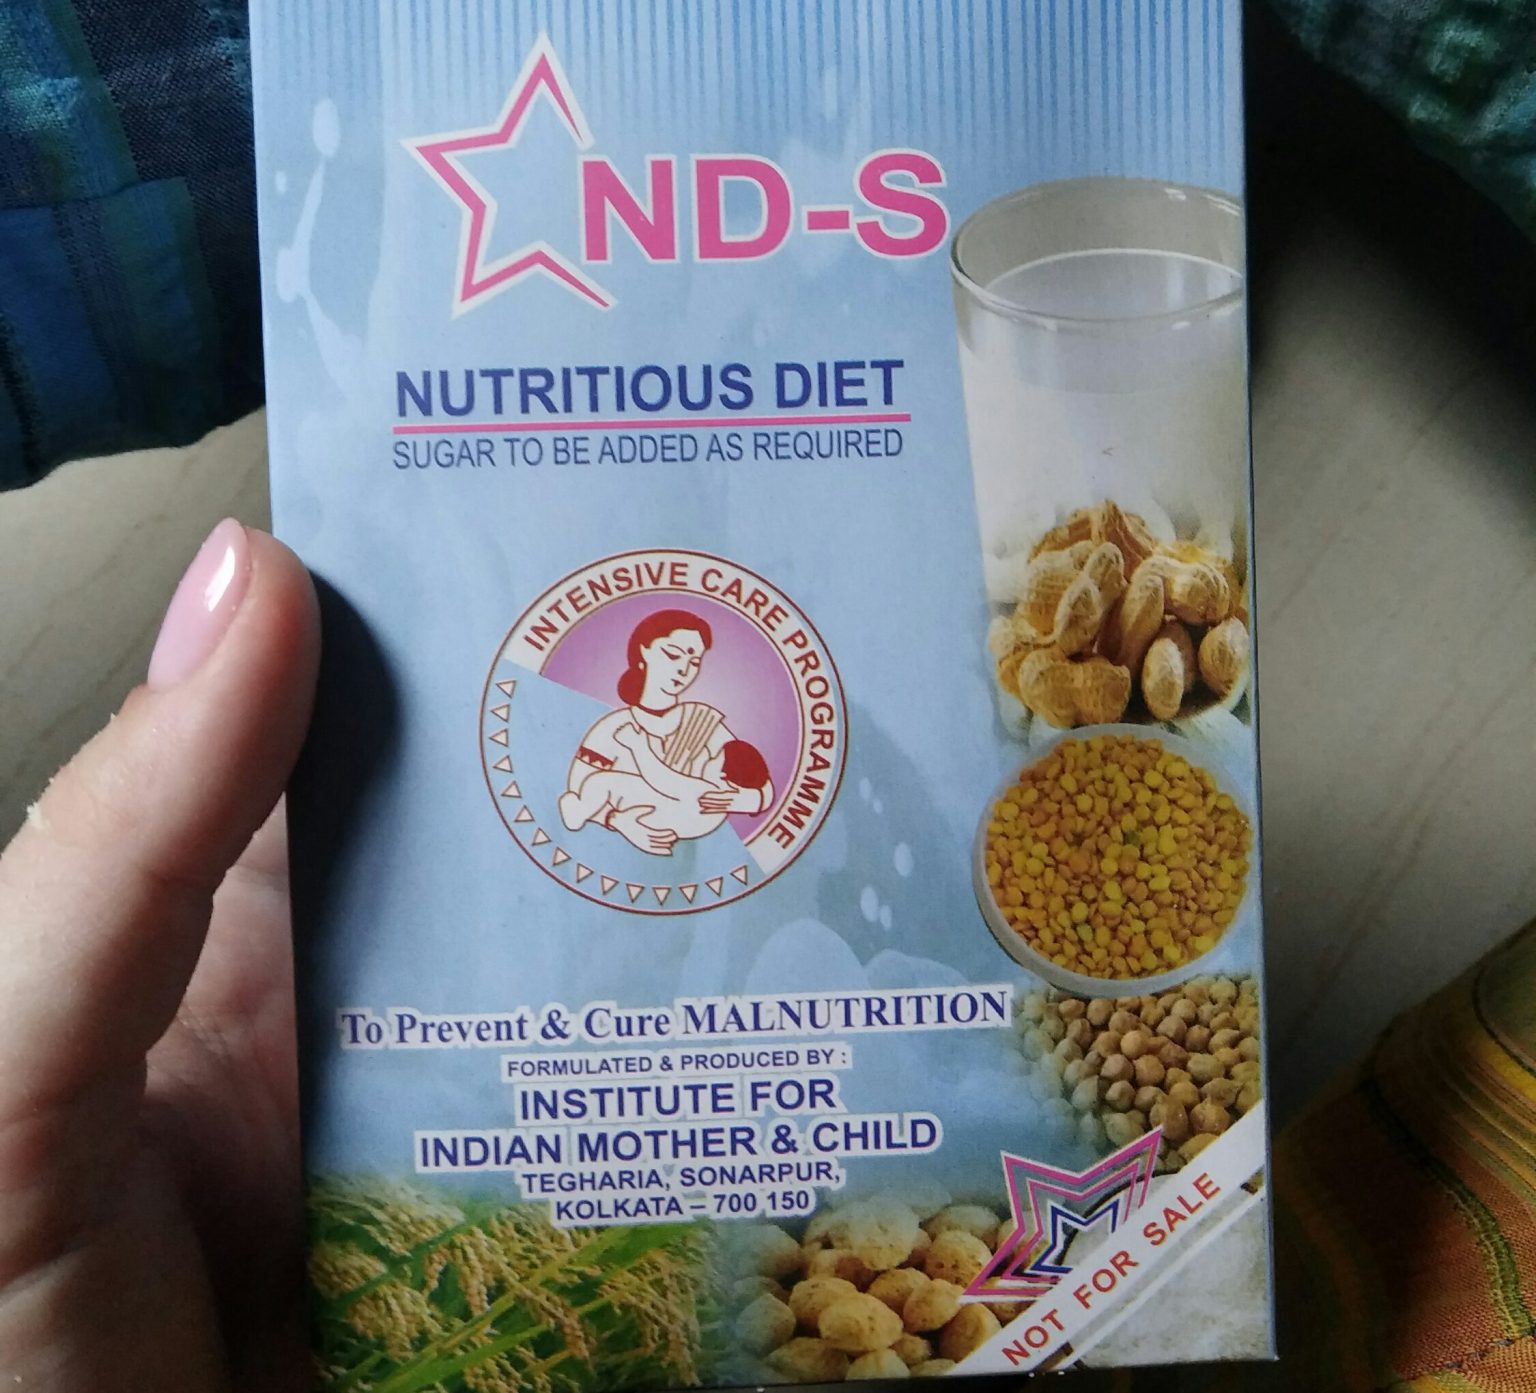 ND-S
NUTRITIOUS DIET
SUGAR TO BE ADDED AS REQUIRED
INTENSIVE CARE PROGRAMME
To Prevent & Cure MALNUTRITION
FORMULATED & PRODUCED BY :
INSTITUTE FOR
INDIAN MOTHER & CHILD
TEGHARIA, SONARPUR,
KOLKATA – 700 150
NOT FOR SALE